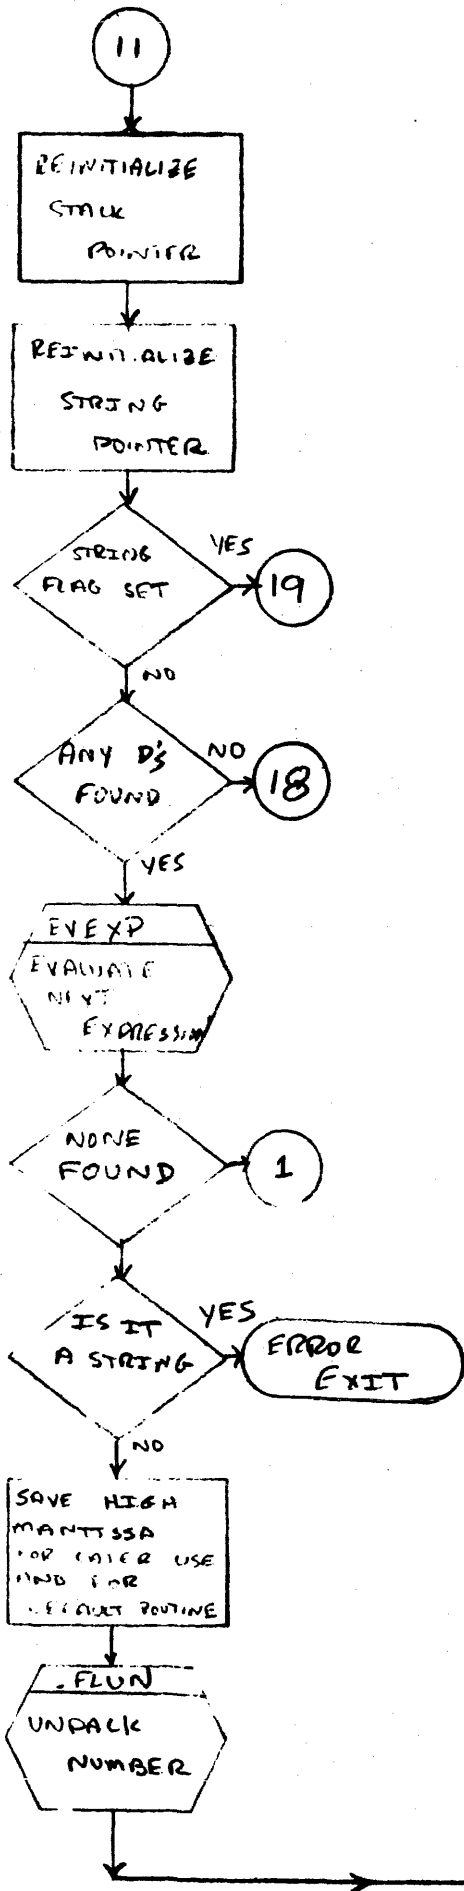 11
REINITIALIZE
STACK
POINTER
REINITIALIZE
STRING
POINTER
STRING
FLAG SET
YES
19
NO
ANY D's
FOUND
NO
18
YES
EVEXP
EVALUATE
NEXT
EXPRESSION
NONE
FOUND
1
IS IT
A STRING
YES
ERROR
EXIT
NO
SAVE HIGH
MANTISSA
FOR LATER USE
AND FOR
DEFAULT ROUTINE
.FLUN
UNPACK
NUMBER